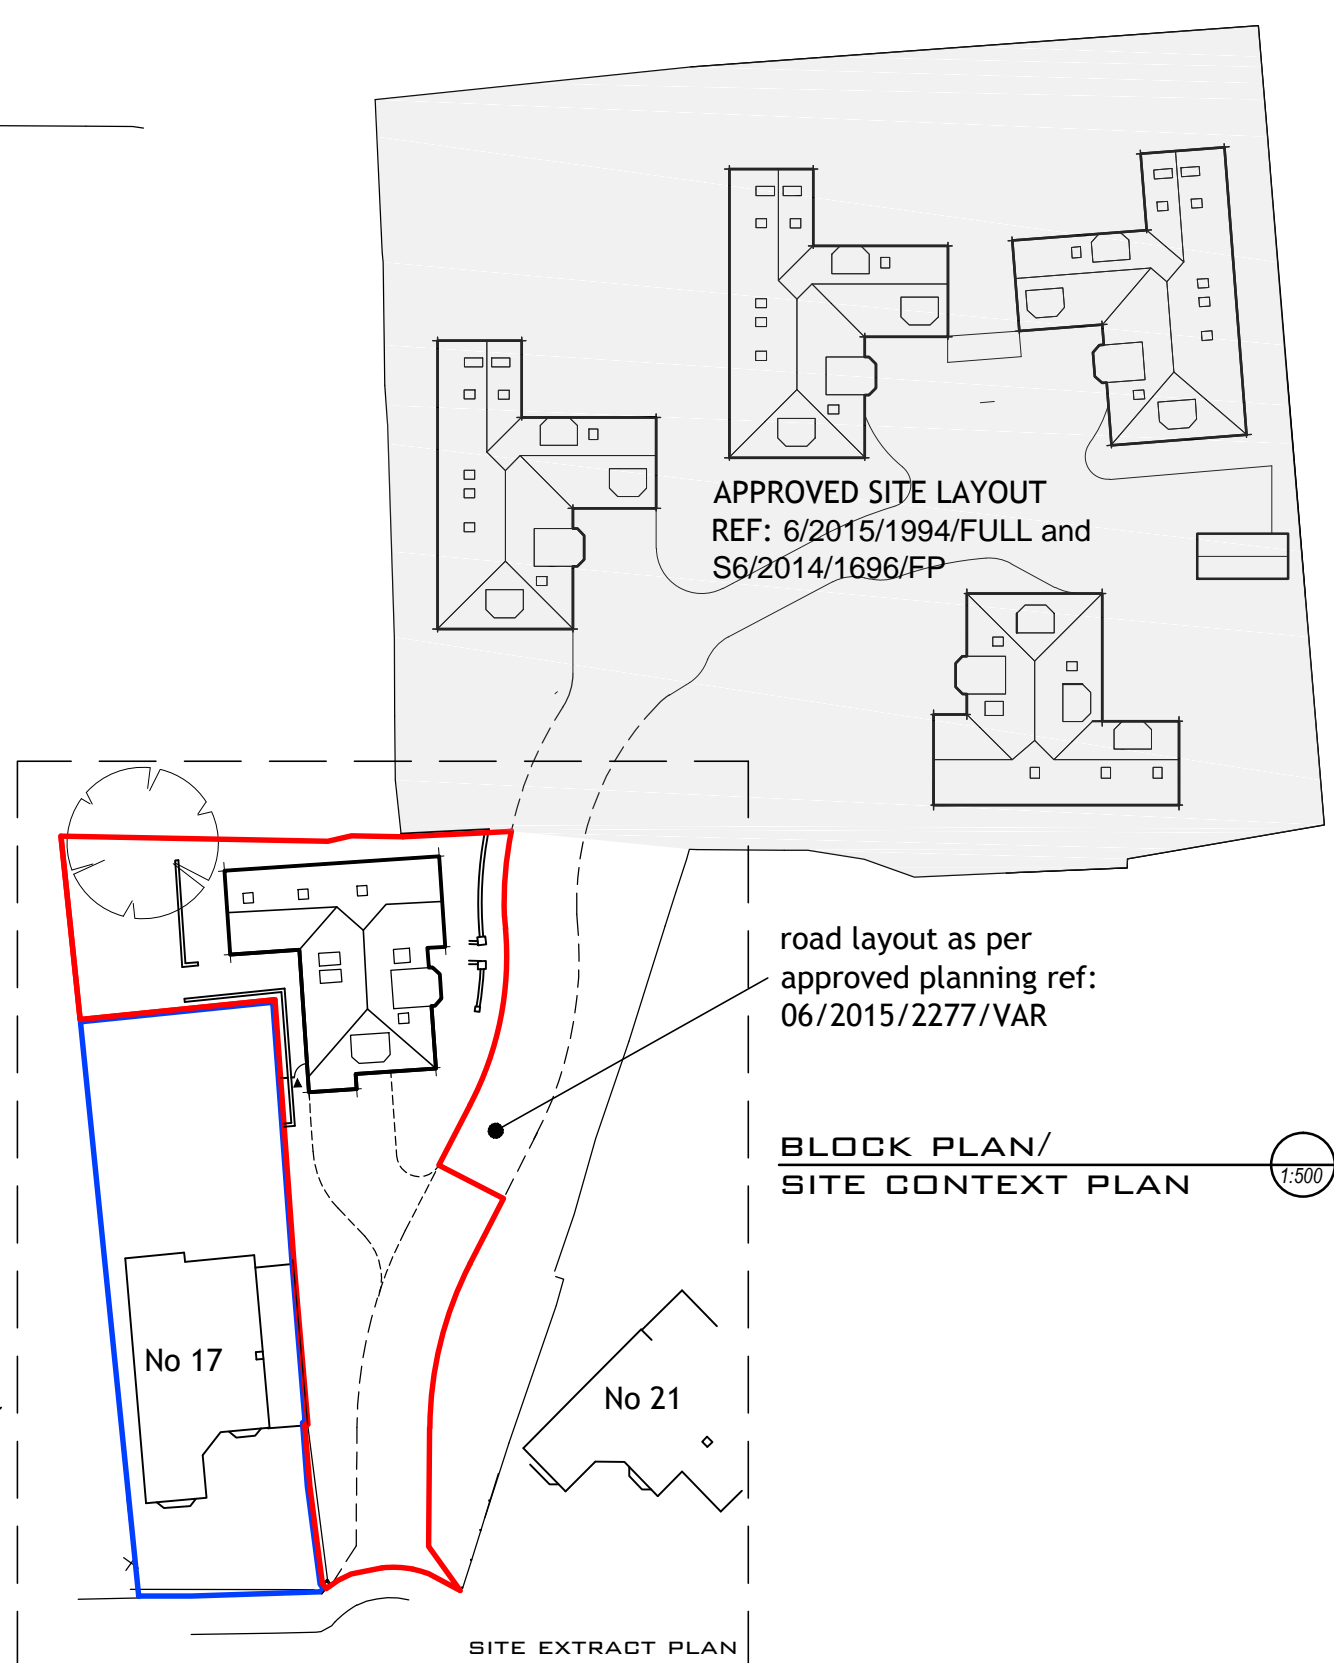 APPROVED SITE LAYOUT
REF: 6/2015/1994/FULL and
S6/2014/1696/FP
road layout as per
approved planning ref:
06/2015/2277/VAR
BLOCK PLAN/
SITE CONTEXT PLAN
1:500
No 17
No 21
SITE EXTRACT PLAN